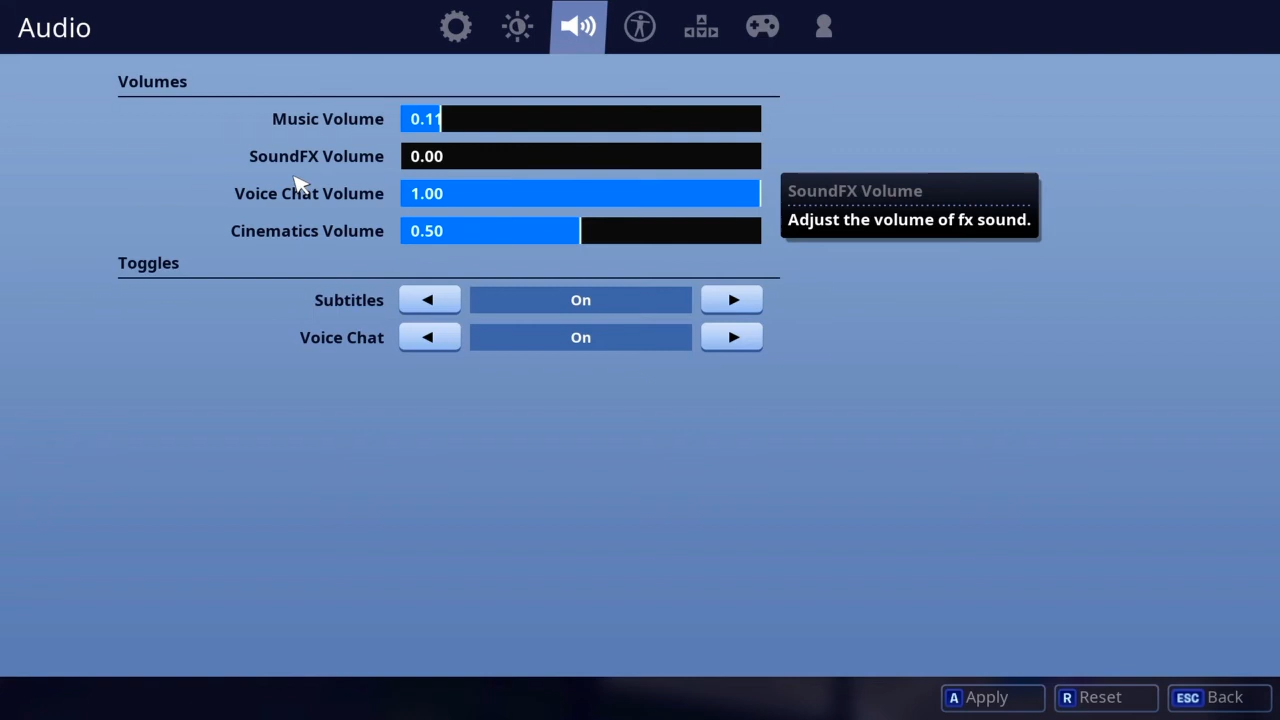 Audio
Volumes
Music Volume 0.11
SoundFX Volume 0.00
Voice Chat Volume 1.00
Cinematics Volume 0.50
SoundFX Volume
Adjust the volume of fx sound.
Toggles
Subtitles ◄ On ►
Voice Chat ◄ On ►
A Apply R Reset ESC Back